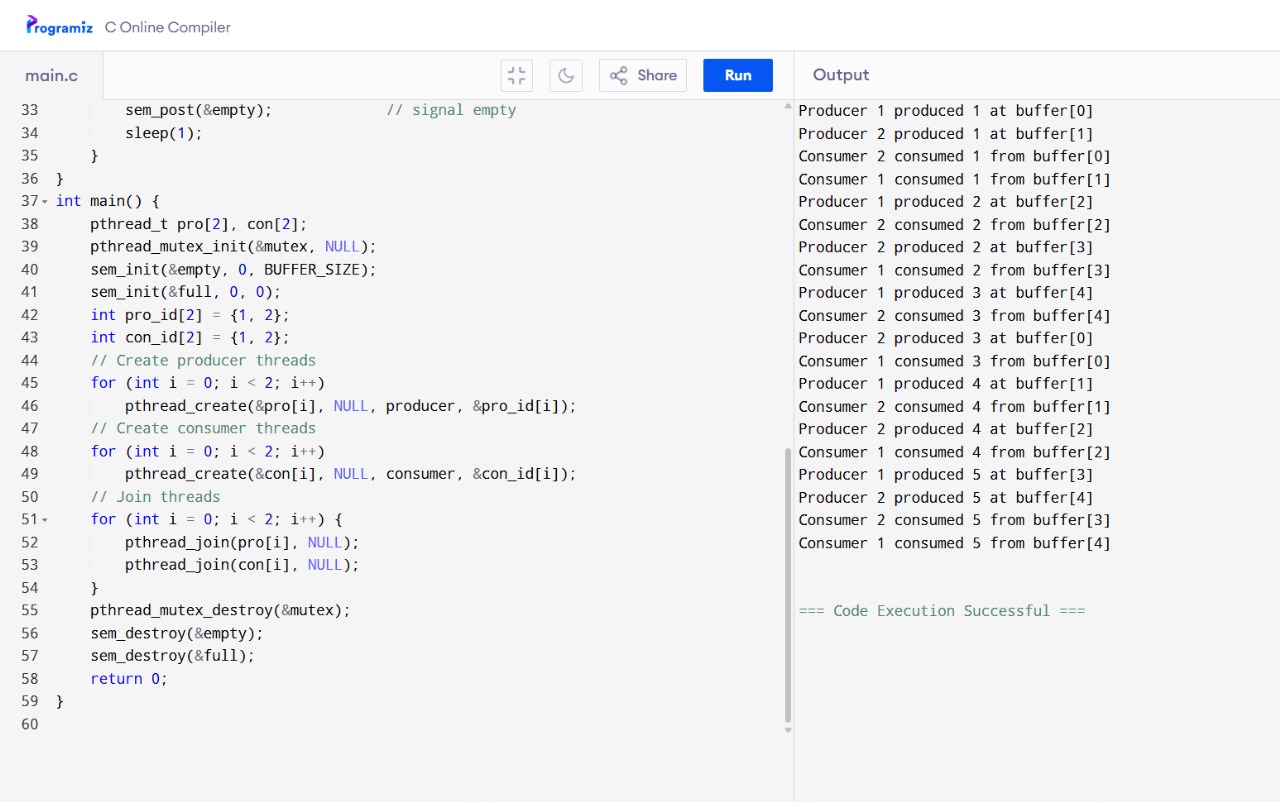 Programiz C Online Compiler
main.c Share Run
33 sem_post(&empty); // signal empty
34 sleep(1);
35 }
36 }
37 int main() {
38 pthread_t pro[2], con[2];
39 pthread_mutex_init(&mutex, NULL);
40 sem_init(&empty, 0, BUFFER_SIZE);
41 sem_init(&full, 0, 0);
42 int pro_id[2] = {1, 2};
43 int con_id[2] = {1, 2};
44 // Create producer threads
45 for (int i = 0; i < 2; i++)
46 pthread_create(&pro[i], NULL, producer, &pro_id[i]);
47 // Create consumer threads
48 for (int i = 0; i < 2; i++)
49 pthread_create(&con[i], NULL, consumer, &con_id[i]);
50 // Join threads
51 for (int i = 0; i < 2; i++) {
52 pthread_join(pro[i], NULL);
53 pthread_join(con[i], NULL);
54 }
55 pthread_mutex_destroy(&mutex);
56 sem_destroy(&empty);
57 sem_destroy(&full);
58 return 0;
59 }
60
Output
Producer 1 produced 1 at buffer[0]
Producer 2 produced 1 at buffer[1]
Consumer 2 consumed 1 from buffer[0]
Consumer 1 consumed 1 from buffer[1]
Producer 1 produced 2 at buffer[2]
Consumer 2 consumed 2 from buffer[2]
Producer 2 produced 2 at buffer[3]
Consumer 1 consumed 2 from buffer[3]
Producer 1 produced 3 at buffer[4]
Consumer 2 consumed 3 from buffer[4]
Producer 2 produced 3 at buffer[0]
Consumer 1 consumed 3 from buffer[0]
Producer 1 produced 4 at buffer[1]
Consumer 2 consumed 4 from buffer[1]
Producer 2 produced 4 at buffer[2]
Consumer 1 consumed 4 from buffer[2]
Producer 1 produced 5 at buffer[3]
Producer 2 produced 5 at buffer[4]
Consumer 2 consumed 5 from buffer[3]
Consumer 1 consumed 5 from buffer[4]
=== Code Execution Successful ===